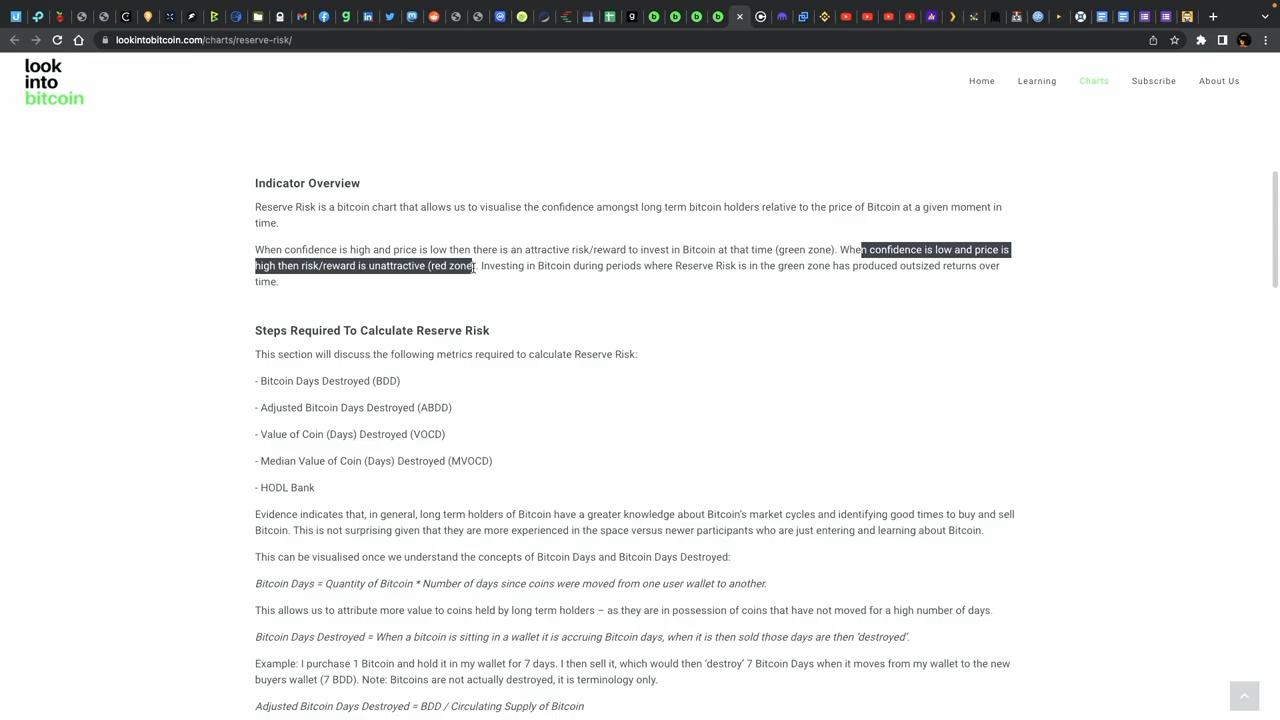 lookintobitcoin.com/charts/reserve-risk/
look
into
bitcoin
Home Learning Charts Subscribe About Us
Indicator Overview
Reserve Risk is a bitcoin chart that allows us to visualise the confidence amongst long term bitcoin holders relative to the price of Bitcoin at a given moment in
time.
When confidence is high and price is low then there is an attractive risk/reward to invest in Bitcoin at that time (green zone). When confidence is low and price is
high then risk/reward is unattractive (red zone). Investing in Bitcoin during periods where Reserve Risk is in the green zone has produced outsized returns over
time.
Steps Required To Calculate Reserve Risk
This section will discuss the following metrics required to calculate Reserve Risk:
- Bitcoin Days Destroyed (BDD)
- Adjusted Bitcoin Days Destroyed (ABDD)
- Value of Coin (Days) Destroyed (VOCD)
- Median Value of Coin (Days) Destroyed (MVOCD)
- HODL Bank
Evidence indicates that, in general, long term holders of Bitcoin have a greater knowledge about Bitcoin's market cycles and identifying good times to buy and sell
Bitcoin. This is not surprising given that they are more experienced in the space versus newer participants who are just entering and learning about Bitcoin.
This can be visualised once we understand the concepts of Bitcoin Days and Bitcoin Days Destroyed:
Bitcoin Days = Quantity of Bitcoin * Number of days since coins were moved from one user wallet to another.
This allows us to attribute more value to coins held by long term holders – as they are in possession of coins that have not moved for a high number of days.
Bitcoin Days Destroyed = When a bitcoin is sitting in a wallet it is accruing Bitcoin days, when it is then sold those days are then 'destroyed'.
Example: I purchase 1 Bitcoin and hold it in my wallet for 7 days. I then sell it, which would then 'destroy' 7 Bitcoin Days when it moves from my wallet to the new
buyers wallet (7 BDD). Note: Bitcoins are not actually destroyed, it is terminology only.
Adjusted Bitcoin Days Destroyed = BDD / Circulating Supply of Bitcoin